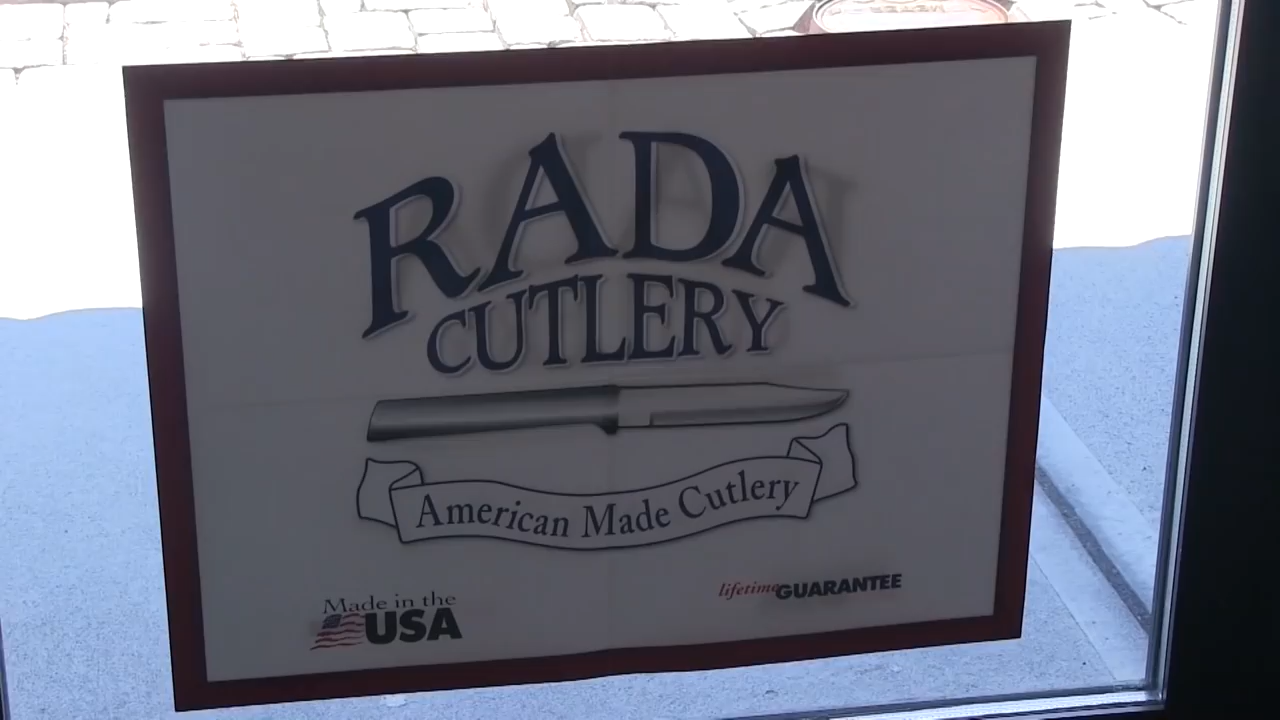 RADA
CUTLERY
American Made Cutlery
Made in the
USA
lifetime GUARANTEE